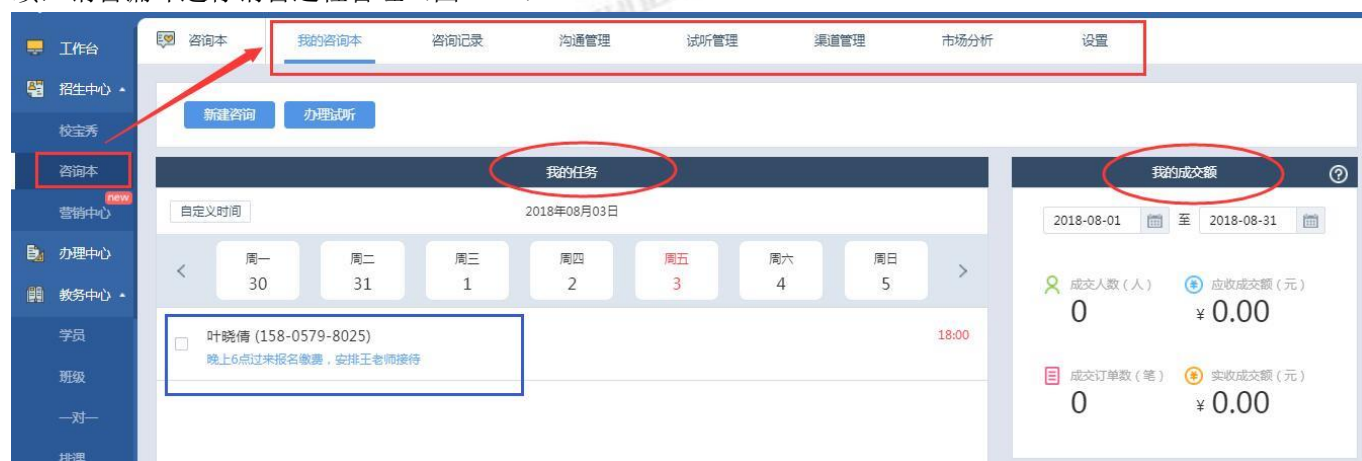 工作台
招生中心
校宝秀
咨询本
new
营销中心
办理中心
教务中心
学员
班级
一对一
排课
咨询本 我的咨询本 咨询记录 沟通管理 试听管理 渠道管理 市场分析 设置
新建咨询 办理试听
我的任务
自定义时间 2018年08月03日
周一 周二 周三 周四 周五 周六 周日
30 31 1 2 3 4 5
叶晓倩 (158-0579-8025) 18:00
晚上6点过来报名缴费，安排王老师接待
我的成交额
2018-08-01 至 2018-08-31
成交人数（人） 应收成交额（元）
0 ¥ 0.00
成交订单数（笔） 实收成交额（元）
0 ¥ 0.00